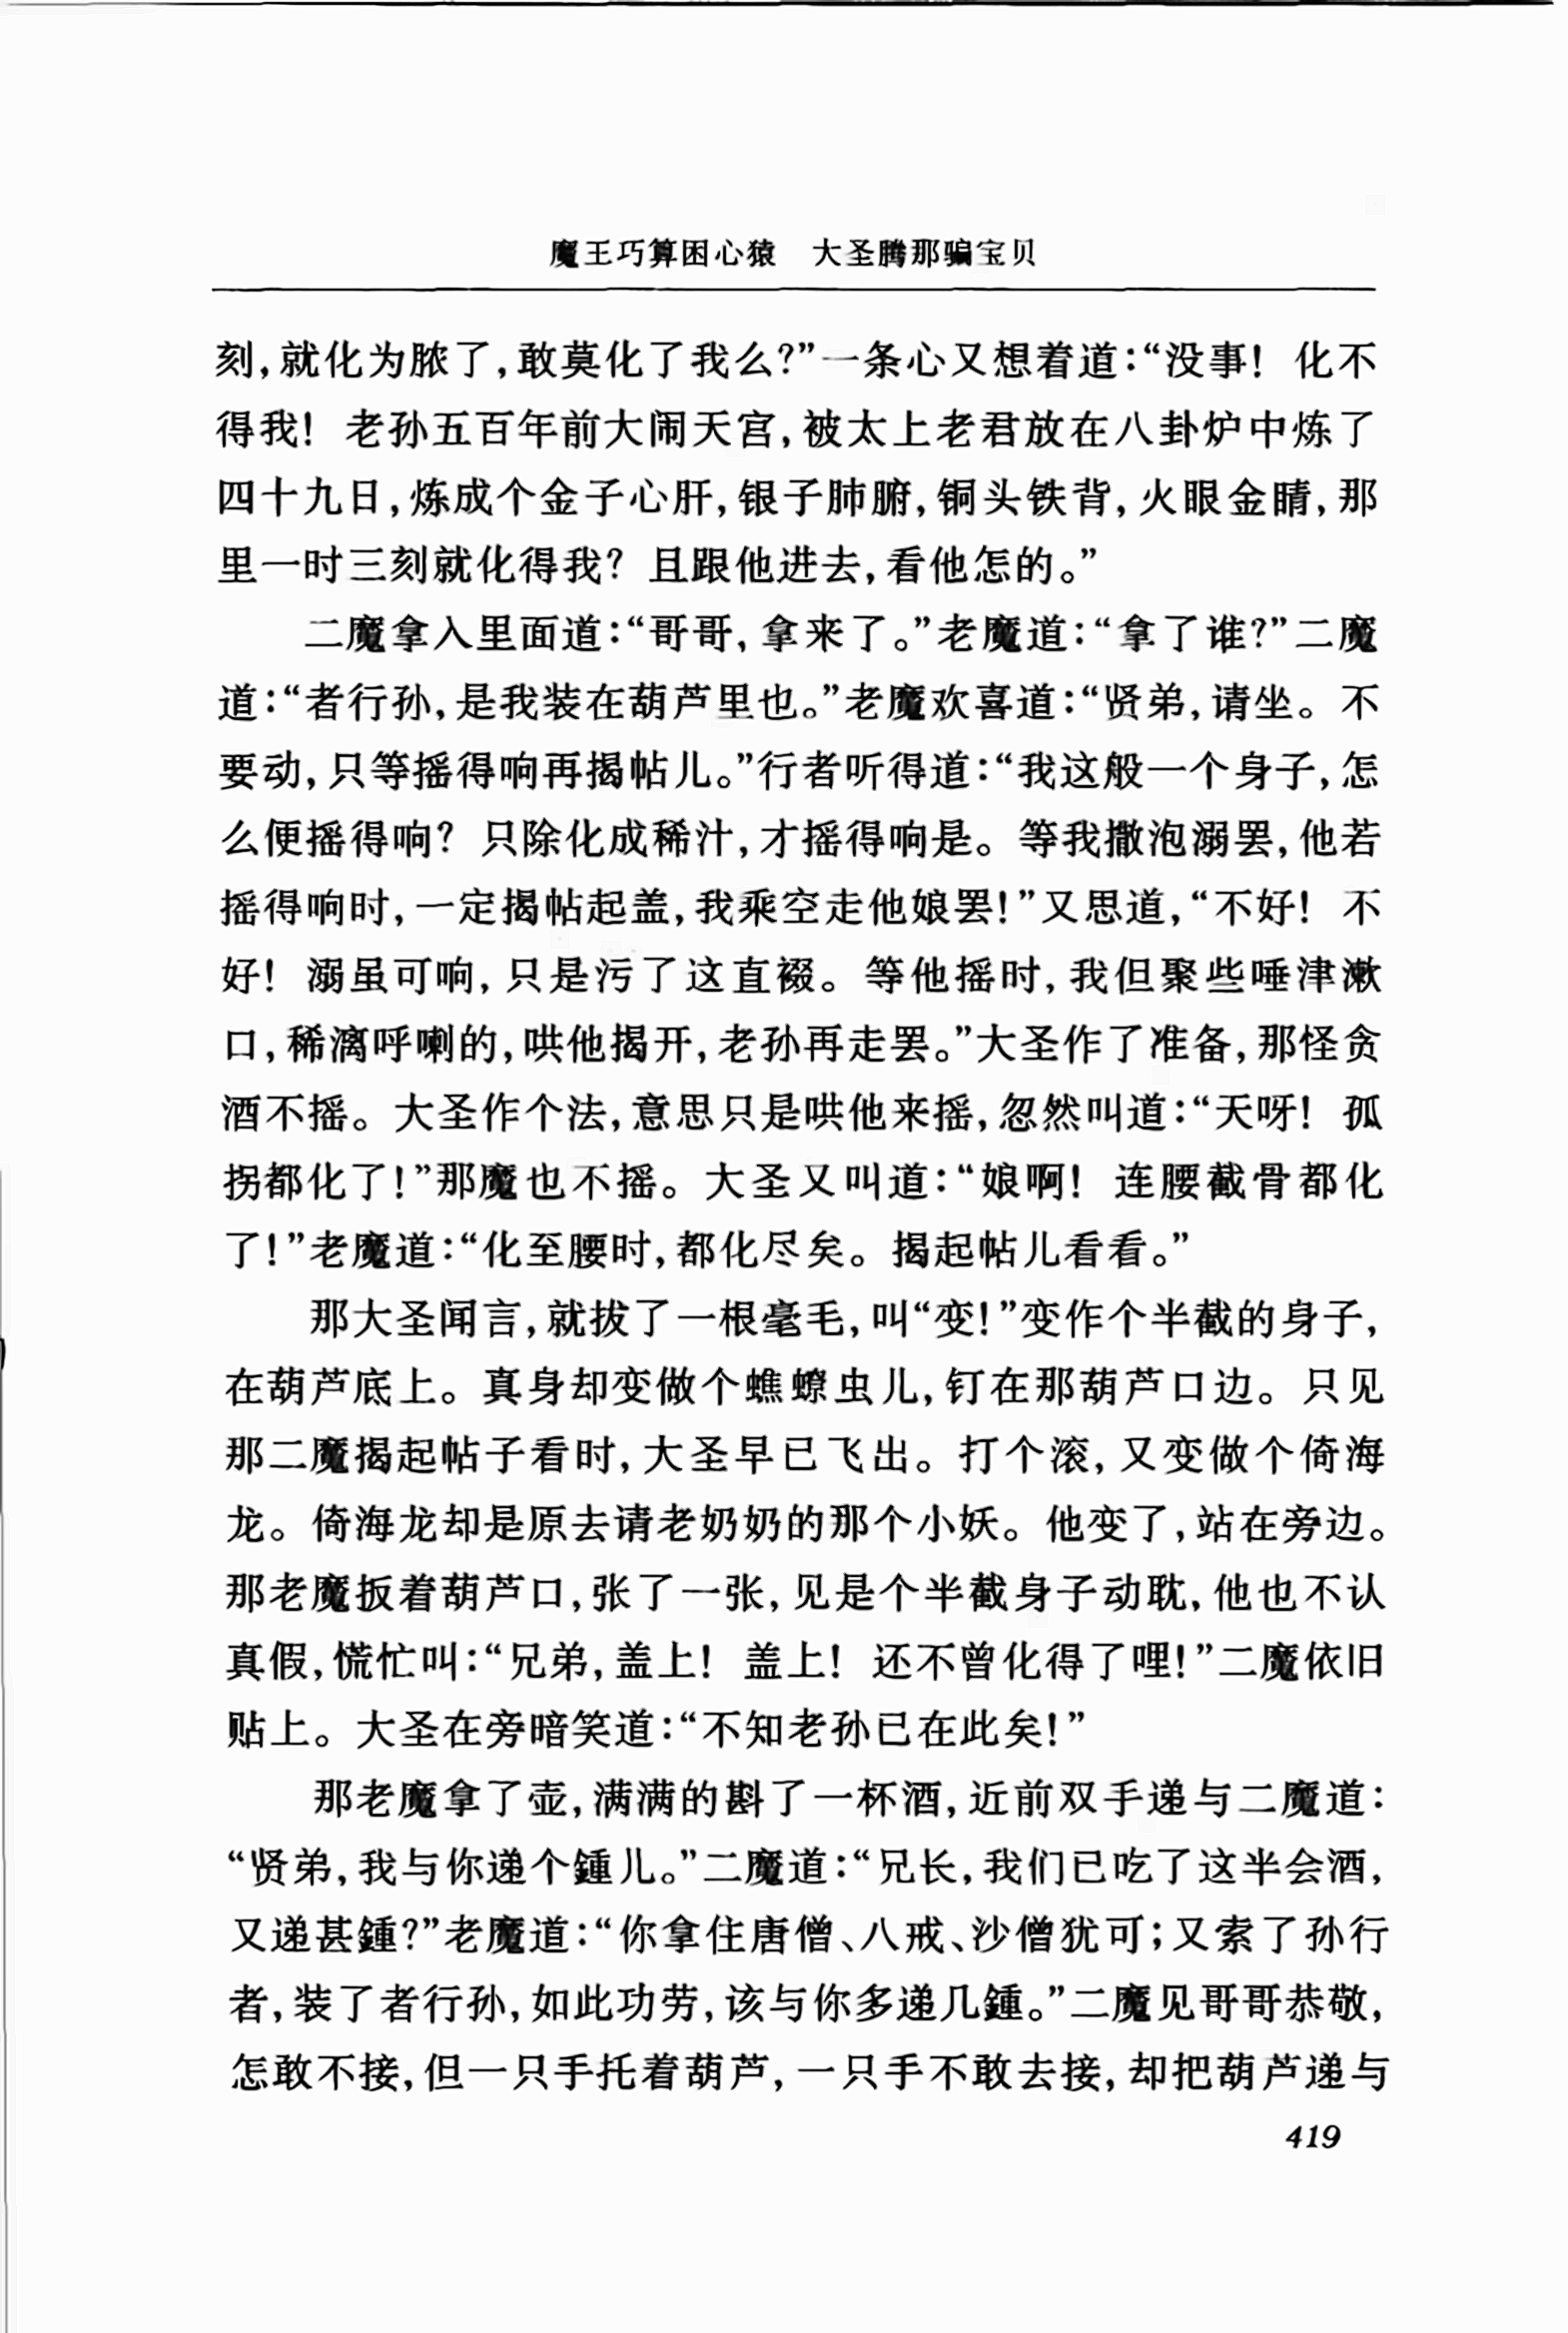 魔王巧算困心猿　大圣腾那骗宝贝
刻,就化为脓了,敢莫化了我么?”一条心又想着道:“没事! 化不
得我! 老孙五百年前大闹天宫,被太上老君放在八卦炉中炼了
四十九日,炼成个金子心肝,银子肺腑,铜头铁背,火眼金睛,那
里一时三刻就化得我? 且跟他进去,看他怎的。”
二魔拿入里面道:“哥哥,拿来了。”老魔道:“拿了谁?”二魔
道:“者行孙,是我装在葫芦里也。”老魔欢喜道:“贤弟,请坐。不
要动,只等摇得响再揭帖儿。”行者听得道:“我这般一个身子,怎
么便摇得响? 只除化成稀汁,才摇得响是。等我撒泡溺罢,他若
摇得响时,一定揭帖起盖,我乘空走他娘罢!”又思道,“不好! 不
好! 溺虽可响,只是污了这直裰。等他摇时,我但聚些唾津漱
口,稀漓呼喇的,哄他揭开,老孙再走罢。”大圣作了准备,那怪贪
酒不摇。大圣作个法,意思只是哄他来摇,忽然叫道:“天呀! 孤
拐都化了!”那魔也不摇。大圣又叫道:“娘啊! 连腰截骨都化
了!”老魔道:“化至腰时,都化尽矣。揭起帖儿看看。”
那大圣闻言,就拔了一根毫毛,叫“变!”变作个半截的身子,
在葫芦底上。真身却变做个蟭蟟虫儿,钉在那葫芦口边。只见
那二魔揭起帖子看时,大圣早已飞出。打个滚,又变做个倚海
龙。倚海龙却是原去请老奶奶的那个小妖。他变了,站在旁边。
那老魔扳着葫芦口,张了一张,见是个半截身子动耽,他也不认
真假,慌忙叫:“兄弟,盖上! 盖上! 还不曾化得了哩!”二魔依旧
贴上。大圣在旁暗笑道:“不知老孙已在此矣!”
那老魔拿了壶,满满的斟了一杯酒,近前双手递与二魔道:
“贤弟,我与你递个鍾儿。”二魔道:“兄长,我们已吃了这半会酒,
又递甚鍾?”老魔道:“你拿住唐僧、八戒、沙僧犹可;又索了孙行
者,装了者行孙,如此功劳,该与你多递几鍾。”二魔见哥哥恭敬,
怎敢不接,但一只手托着葫芦,一只手不敢去接,却把葫芦递与
419